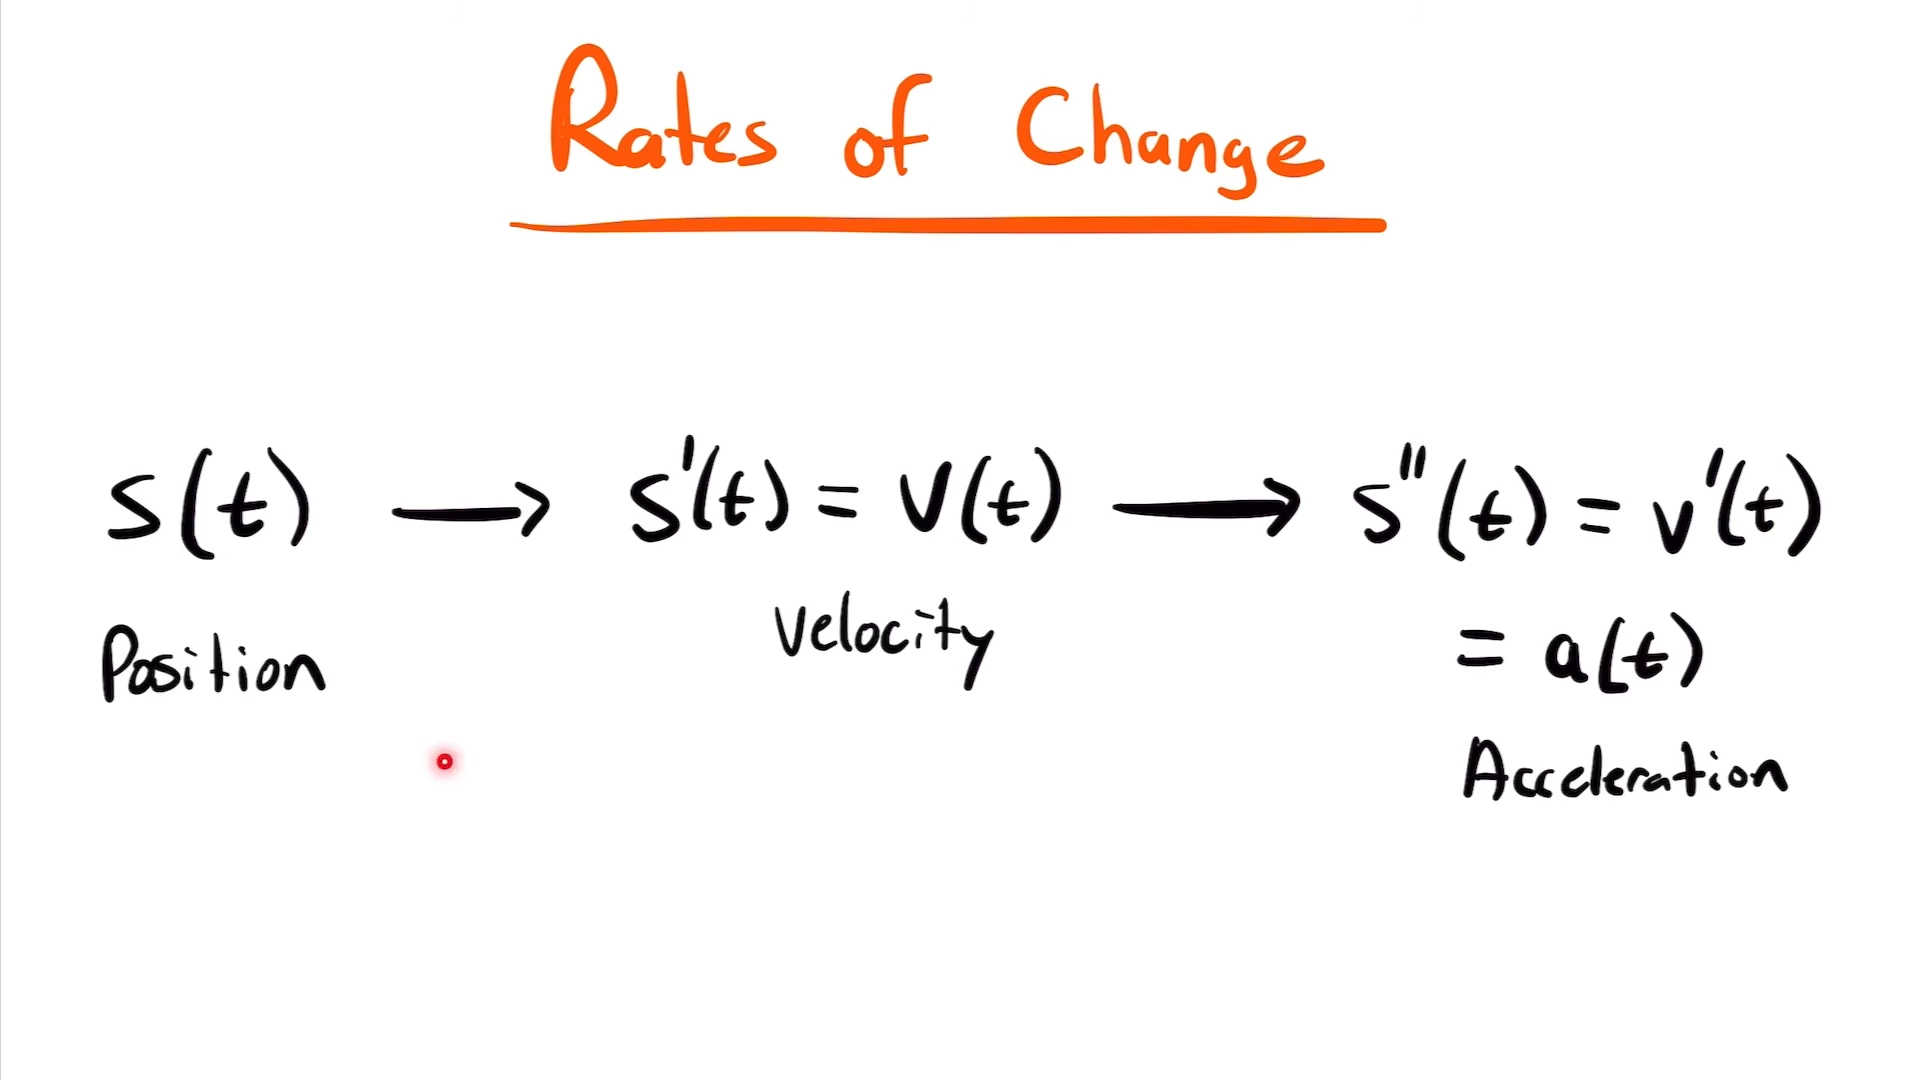 Rates of Change
s(t) → s'(t) = v(t) → s''(t) = v'(t)
Position
Velocity
= a(t)
Acceleration